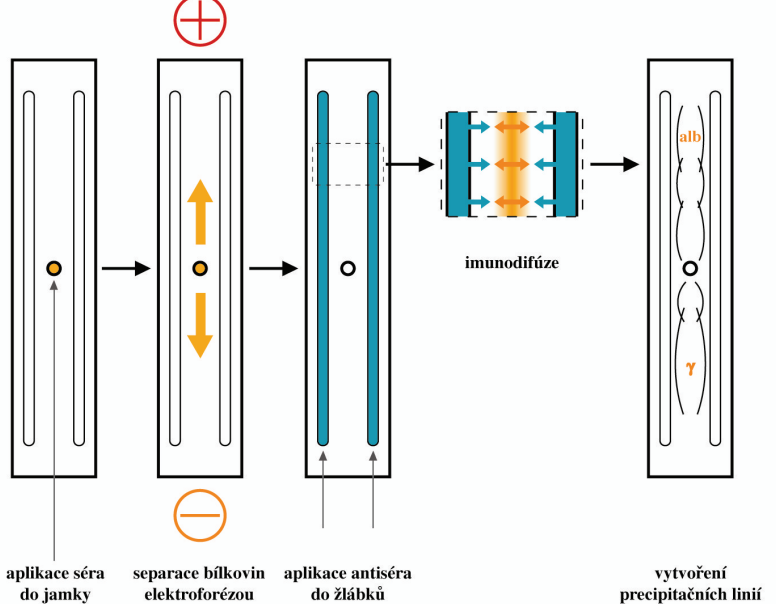 alb
imunodifúze
γ
aplikace séra
do jamky
separace bílkovin
elektroforézou
aplikace antiséra
do žlábků
vytvoření
precipitačních linií